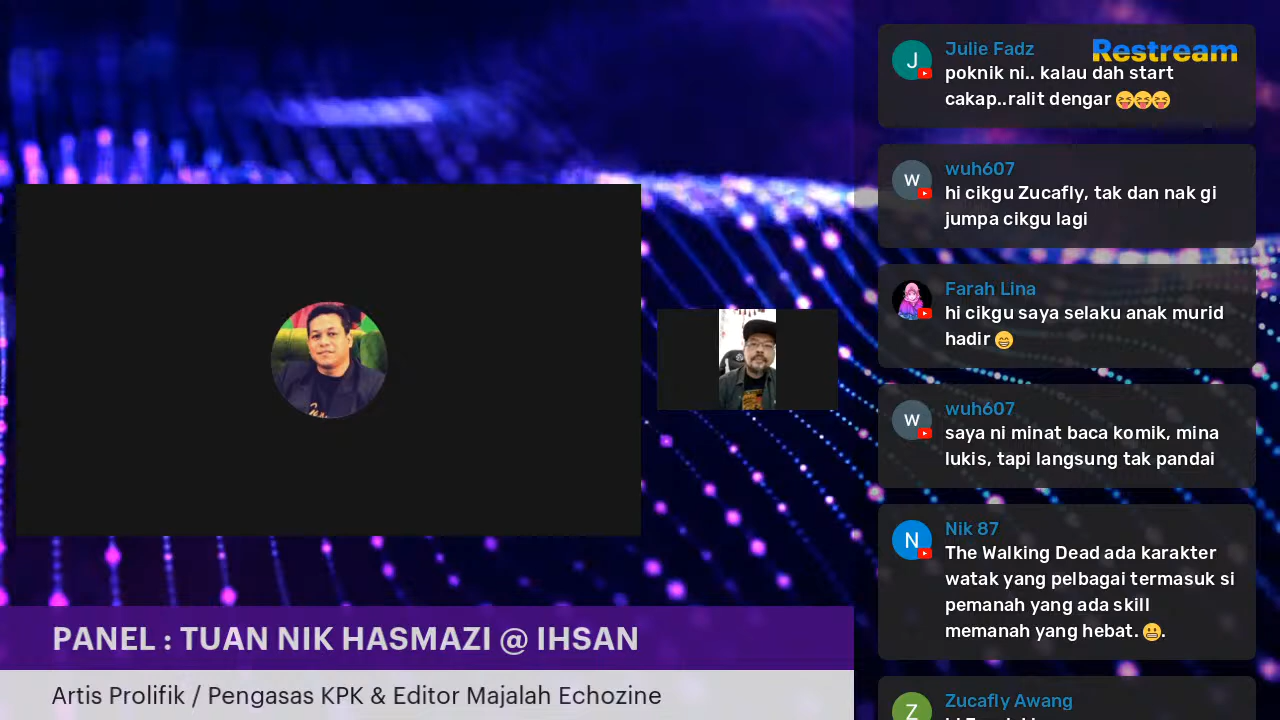 PANEL : TUAN NIK HASMAZI @ IHSAN
Artis Prolifik / Pengasas KPK & Editor Majalah Echozine
Restream
J
Julie Fadz
poknik ni.. kalau dah start
cakap..ralit dengar 😝😝😝
w
wuh607
hi cikgu Zucafly, tak dan nak gi
jumpa cikgu lagi
Farah Lina
hi cikgu saya selaku anak murid
hadir 😁
w
wuh607
saya ni minat baca komik, mina
lukis, tapi langsung tak pandai
N
Nik 87
The Walking Dead ada karakter
watak yang pelbagai termasuk si
pemanah yang ada skill
memanah yang hebat. 😬.
Z
Zucafly Awang